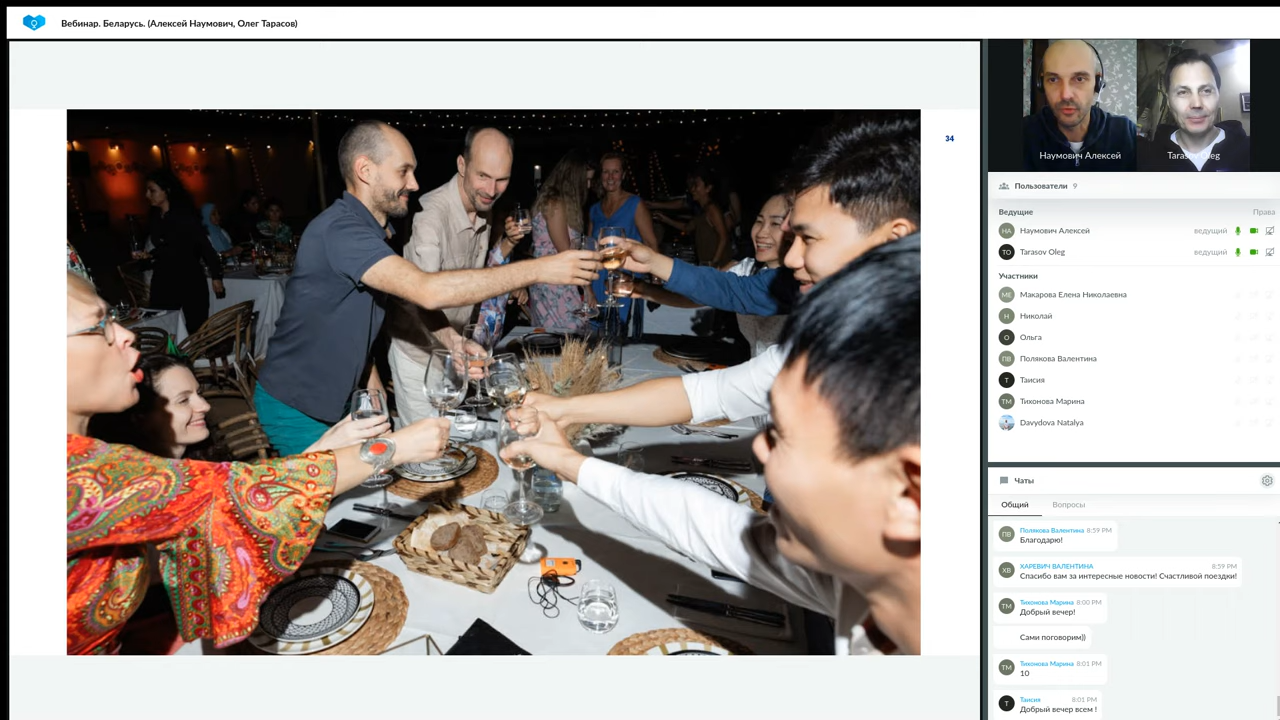 Вебинар. Беларусь. (Алексей Наумович, Олег Тарасов)
34
Наумович Алексей
Tarasov Oleg
Пользователи 9
Ведущие Права
НА Наумович Алексей ведущий
TO Tarasov Oleg ведущий
Участники
МЕ Макарова Елена Николаевна
Н Николай
О Ольга
ПВ Полякова Валентина
Т Таисия
ТМ Тихонова Марина
Davydova Natalya
Чаты
Общий Вопросы
ПВ Полякова Валентина 8:59 PM
Благодарю!
ХВ ХАРЕВИЧ ВАЛЕНТИНА 8:59 PM
Спасибо вам за интересные новости! Счастливой поездки!
ТМ Тихонова Марина 8:00 PM
Добрый вечер!
Сами поговорим))
ТМ Тихонова Марина 8:01 PM
10
Т Таисия 8:01 PM
Добрый вечер всем !